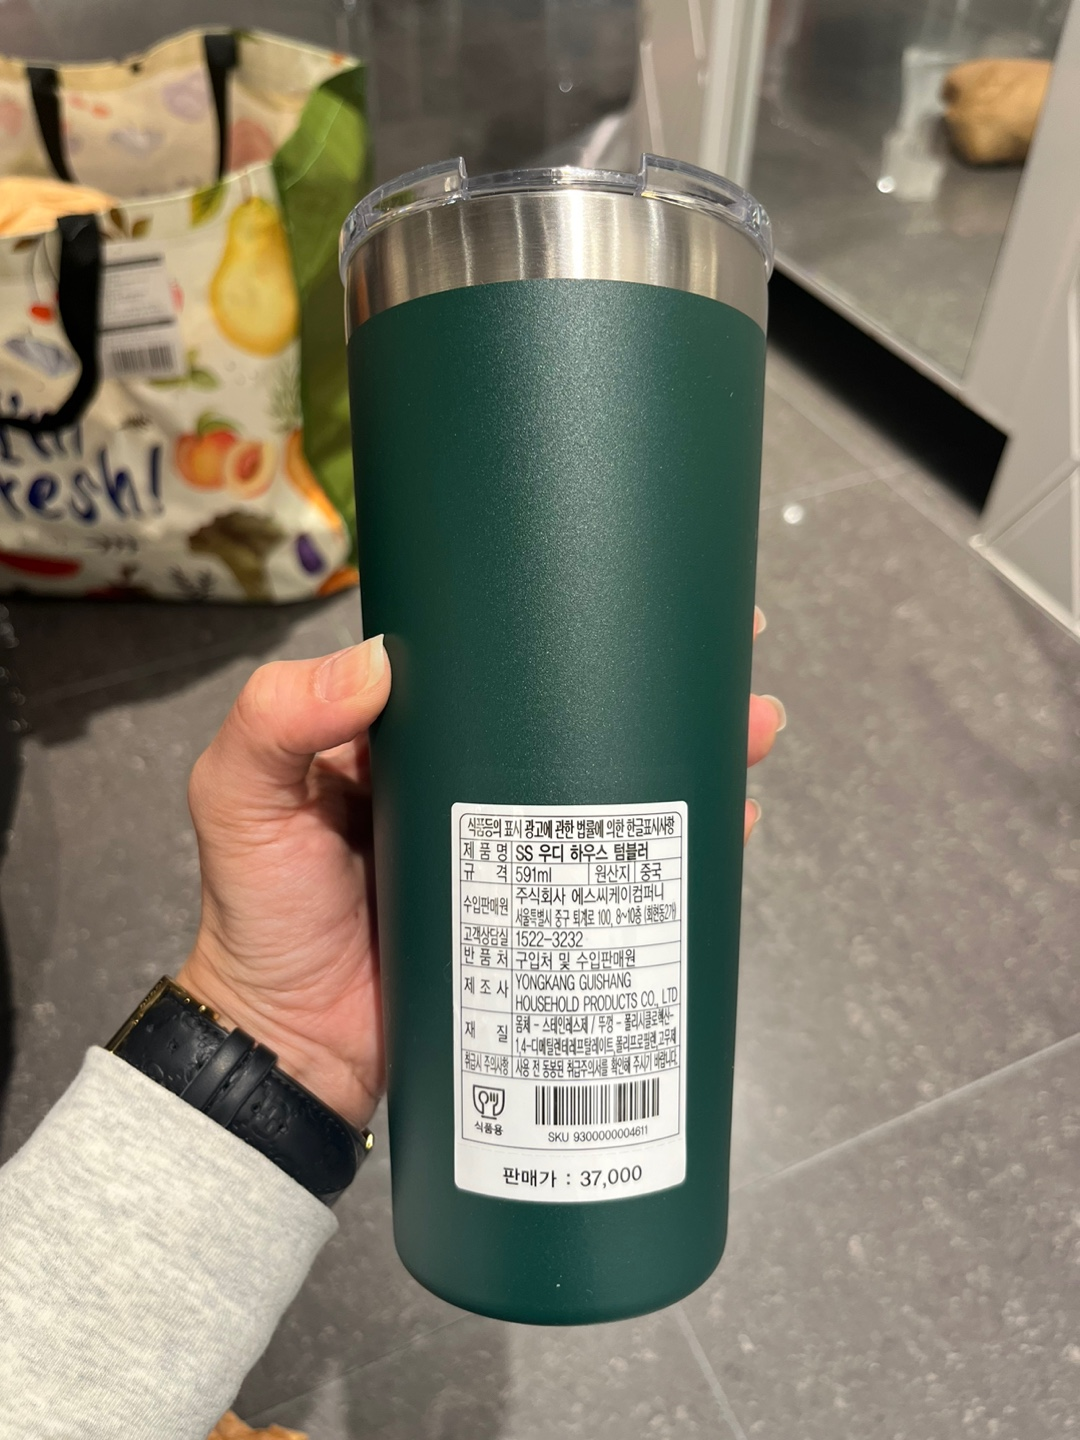 I'm
fresh!
식품등의 표시 광고에 관한 법률에 의한 한글표시사항
제 품 명 SS 우디 하우스 텀블러
규 격 591ml 원산지 중국
수입판매원 주식회사 에스씨케이컴퍼니
서울특별시 중구 퇴계로 100, 8~10층 (회현동2가)
고객상담실 1522-3232
반 품 처 구입처 및 수입판매원
제 조 사 YONGKANG GUISHANG
HOUSEHOLD PRODUCTS CO., LTD
재 질 몸체 - 스테인레스제 / 뚜껑 - 폴리시클로헥산-
1,4-디메틸렌테레프탈레이트, 폴리프로필렌, 고무제
취급시 주의사항 사용 전 동봉된 취급주의서를 확인해 주시기 바랍니다.
식품용
SKU 9300000004611
판매가 : 37,000